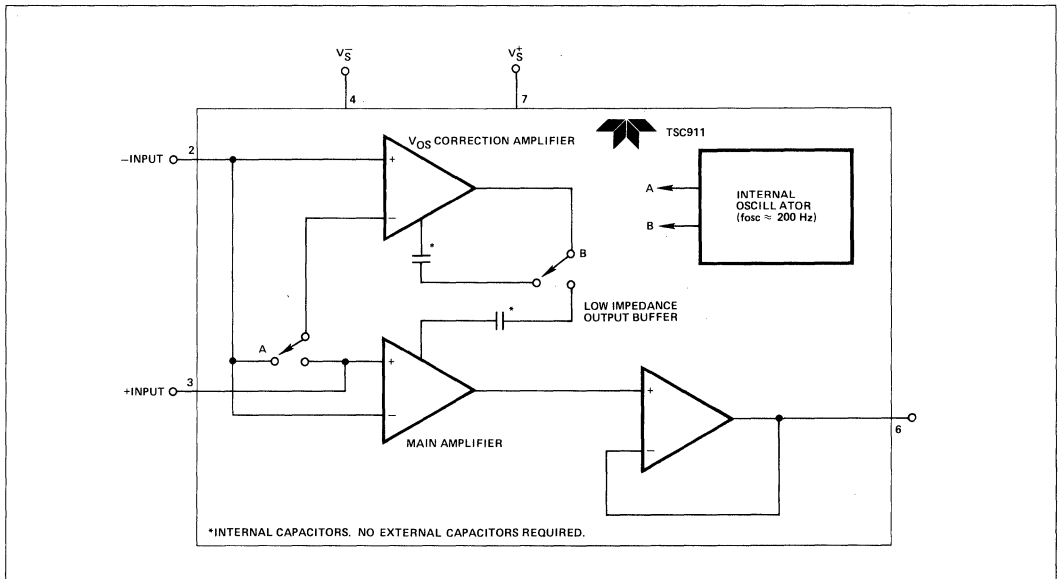 V_S^-
V_S^+
4
7
TSC911
V_OS CORRECTION AMPLIFIER
-INPUT
2
+
−
*
A
B
INTERNAL
OSCILLATOR
(fosc ≈ 200 Hz)
B
LOW IMPEDANCE
OUTPUT BUFFER
*
A
+INPUT
3
+
−
MAIN AMPLIFIER
+
−
6
*INTERNAL CAPACITORS. NO EXTERNAL CAPACITORS REQUIRED.